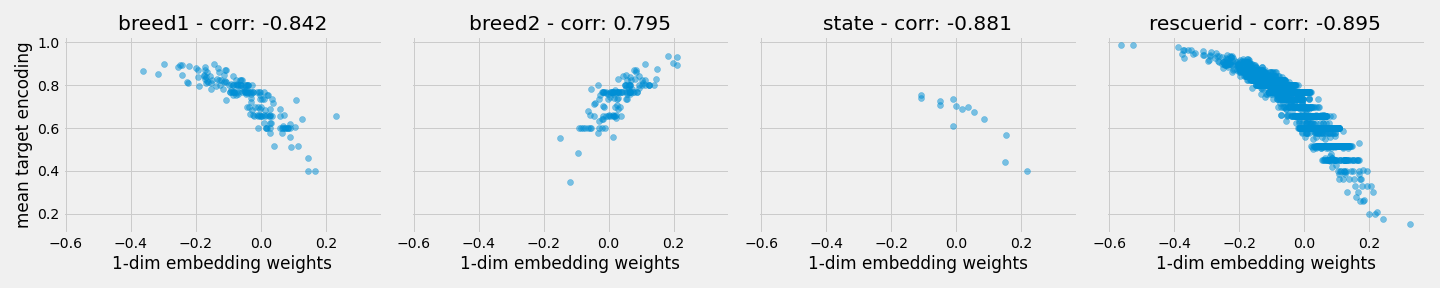 breed1 - corr: -0.842
breed2 - corr: 0.795
state - corr: -0.881
rescuerid - corr: -0.895
mean target encoding
1.0
0.8
0.6
0.4
0.2
−0.6 −0.4 −0.2 0.0 0.2
−0.6 −0.4 −0.2 0.0 0.2
−0.6 −0.4 −0.2 0.0 0.2
−0.6 −0.4 −0.2 0.0 0.2
1-dim embedding weights
1-dim embedding weights
1-dim embedding weights
1-dim embedding weights